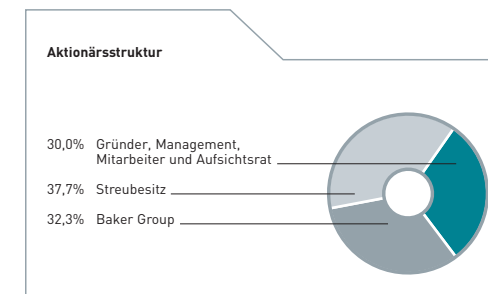 Aktionärsstruktur
30,0% Gründer, Management,
Mitarbeiter und Aufsichtsrat
37,7% Streubesitz
32,3% Baker Group